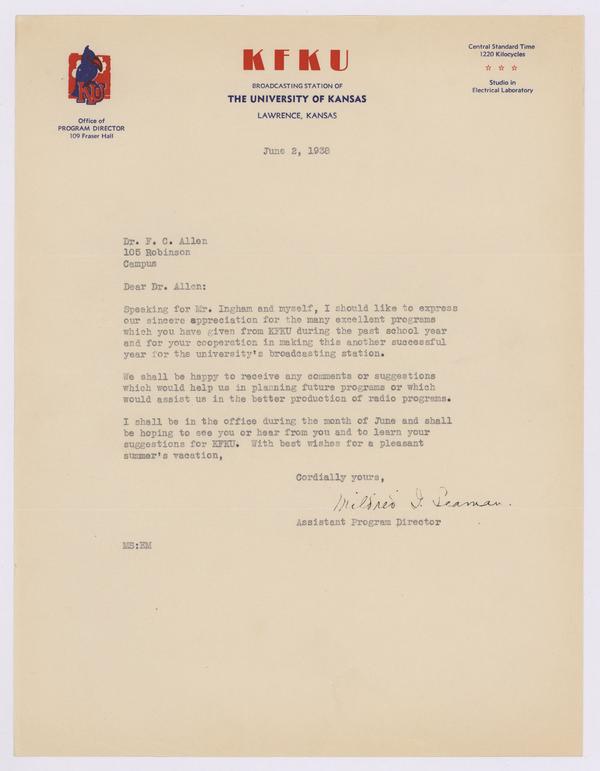 KU
Office of
PROGRAM DIRECTOR
109 Fraser Hall
KFKU
BROADCASTING STATION OF
THE UNIVERSITY OF KANSAS
LAWRENCE, KANSAS
Central Standard Time
1220 Kilocycles
☆ ☆ ☆
Studio in
Electrical Laboratory
June 2, 1938
Dr. F. C. Allen
105 Robinson
Campus
Dear Dr. Allen:
Speaking for Mr. Ingham and myself, I should like to express
our sincere appreciation for the many excellent programs
which you have given from KFKU during the past school year
and for your cooperation in making this another successful
year for the university's broadcasting station.
We shall be happy to receive any comments or suggestions
which would help us in planning future programs or which
would assist us in the better production of radio programs.
I shall be in the office during the month of June and shall
be hoping to see you or hear from you and to learn your
suggestions for KFKU. With best wishes for a pleasant
summer's vacation,
Cordially yours,
Mildred I. Seaman.
Assistant Program Director
MS:EM